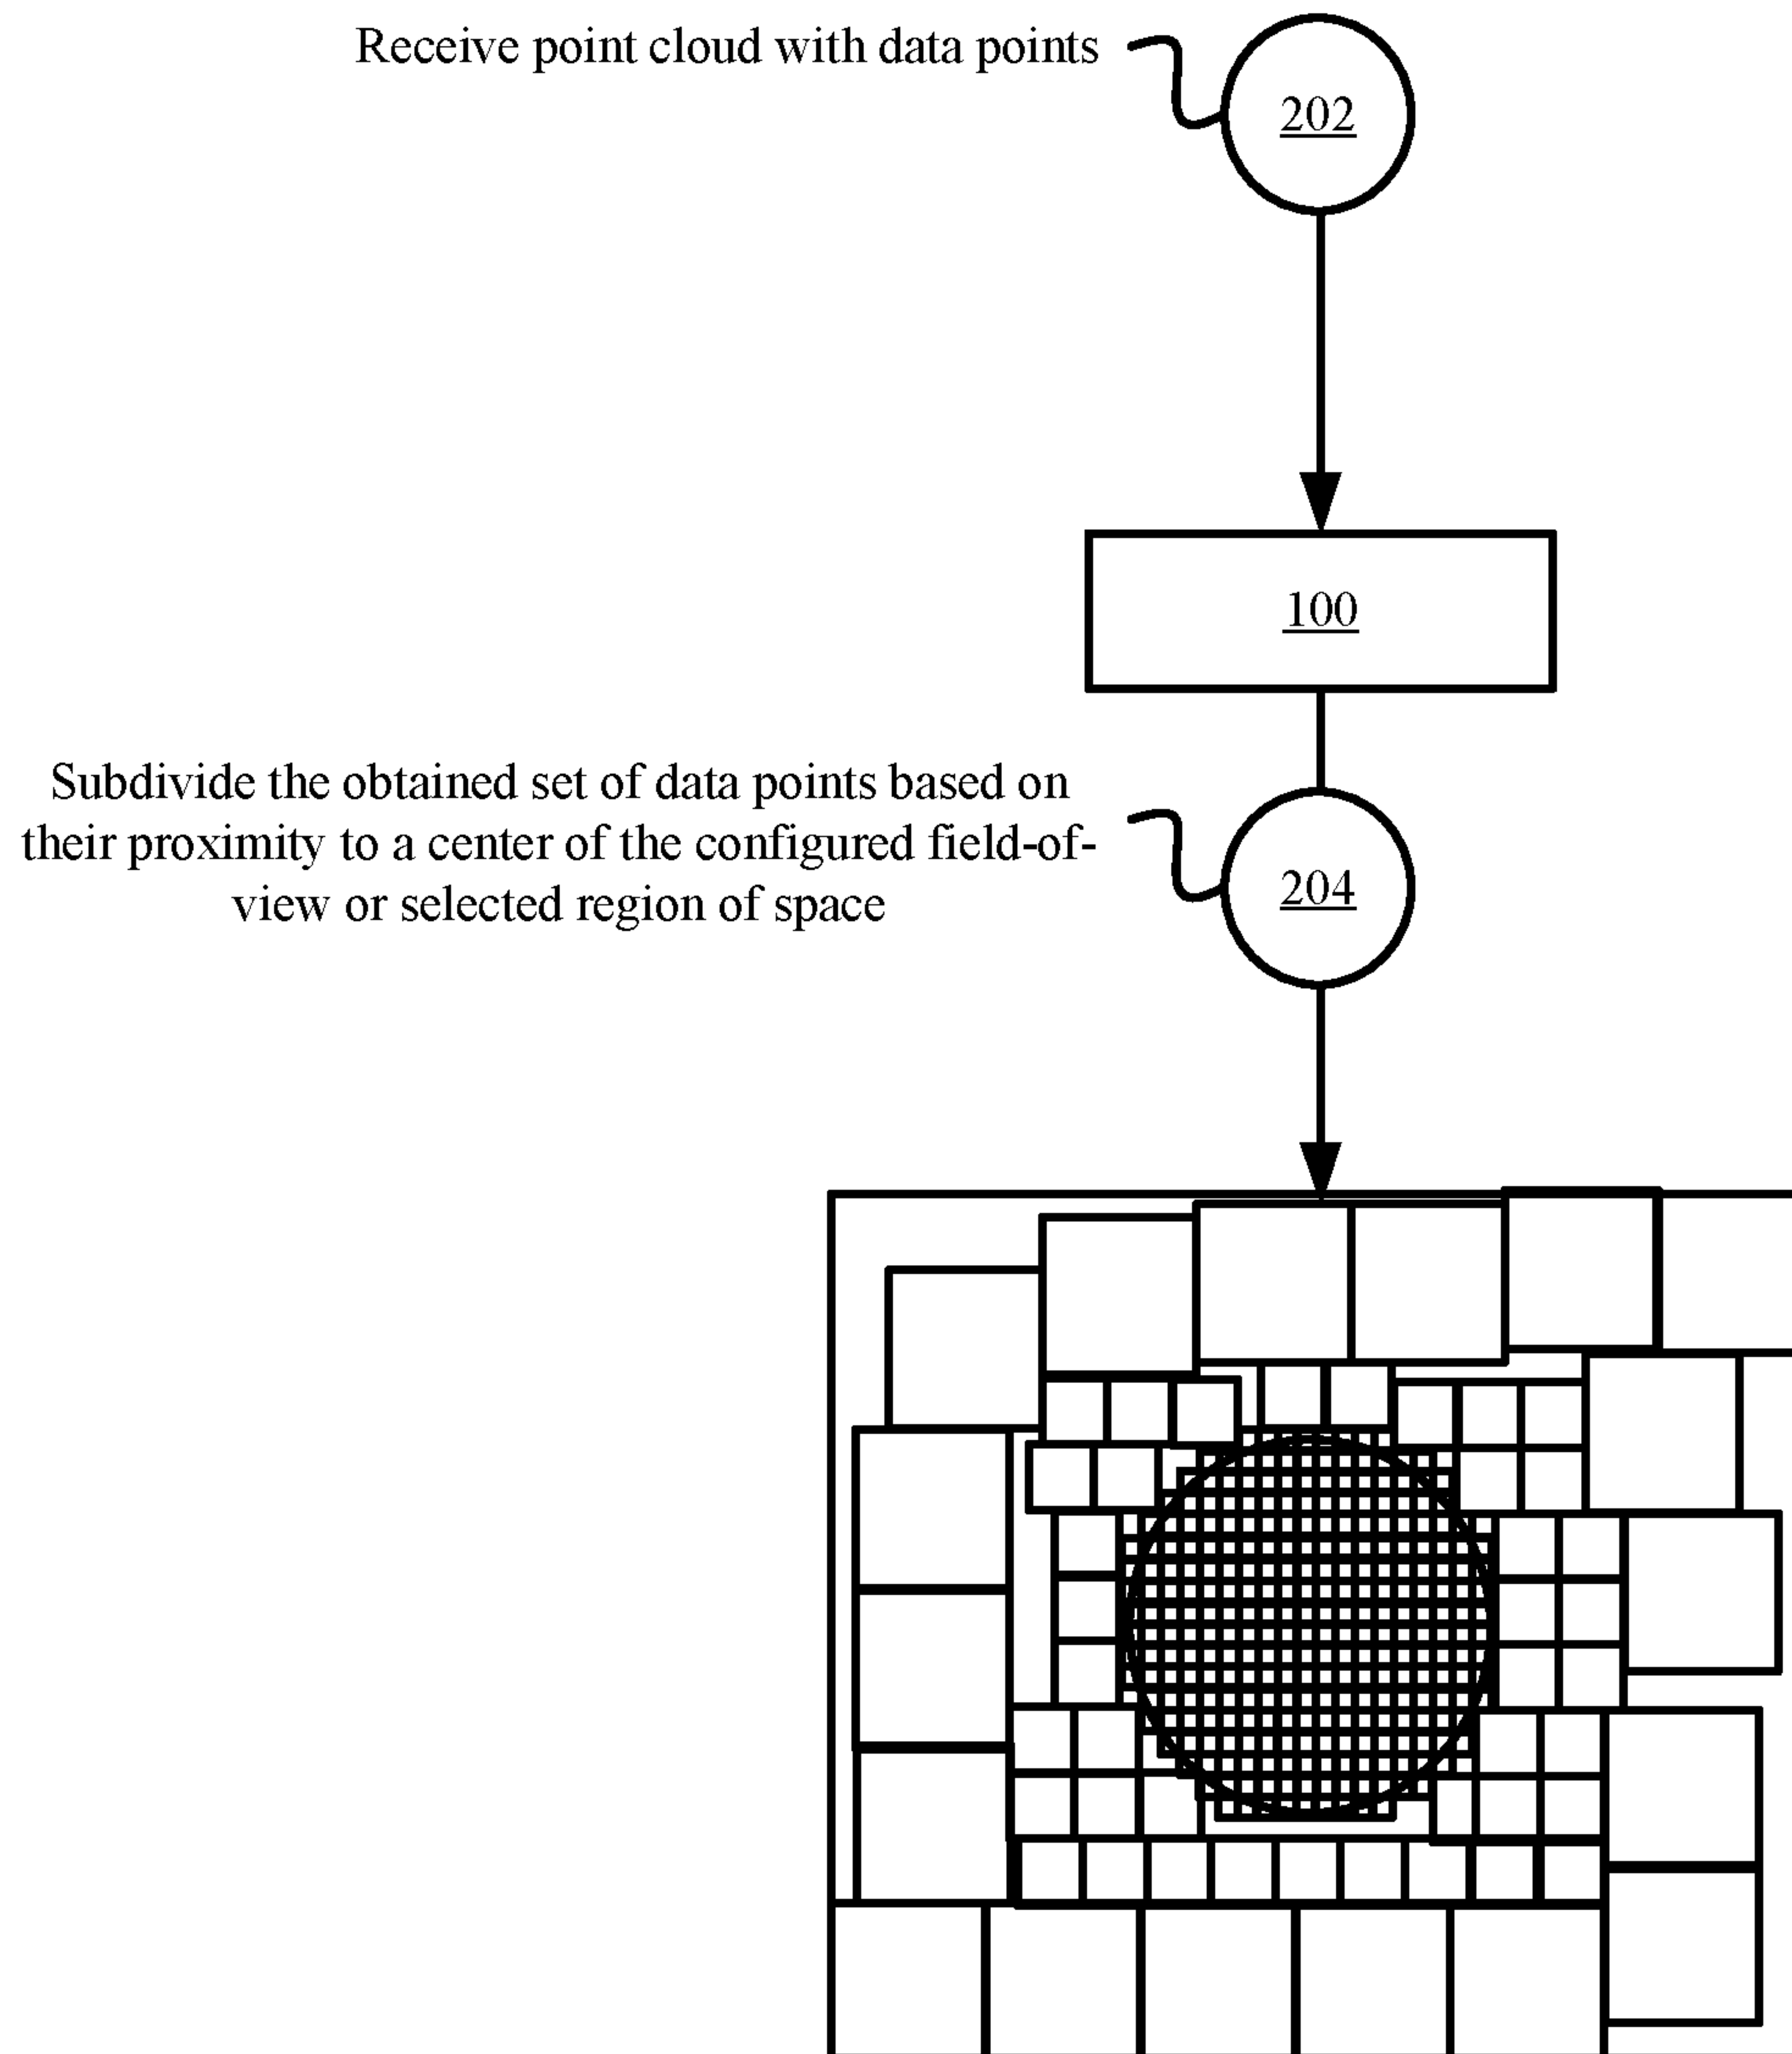 Receive point cloud with data points
202
100
Subdivide the obtained set of data points based on
their proximity to a center of the configured field-of-
view or selected region of space
204